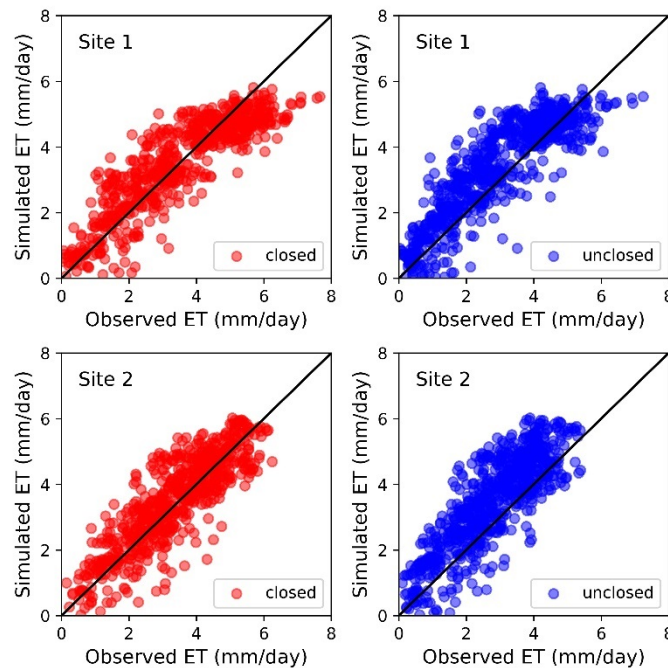 8
Site 1
6
4
2
0
Simulated ET (mm/day)
closed
0 2 4 6 8
Observed ET (mm/day)
8
Site 1
6
4
2
0
Simulated ET (mm/day)
unclosed
0 2 4 6 8
Observed ET (mm/day)
8
Site 2
6
4
2
0
Simulated ET (mm/day)
closed
0 2 4 6 8
Observed ET (mm/day)
8
Site 2
6
4
2
0
Simulated ET (mm/day)
unclosed
0 2 4 6 8
Observed ET (mm/day)